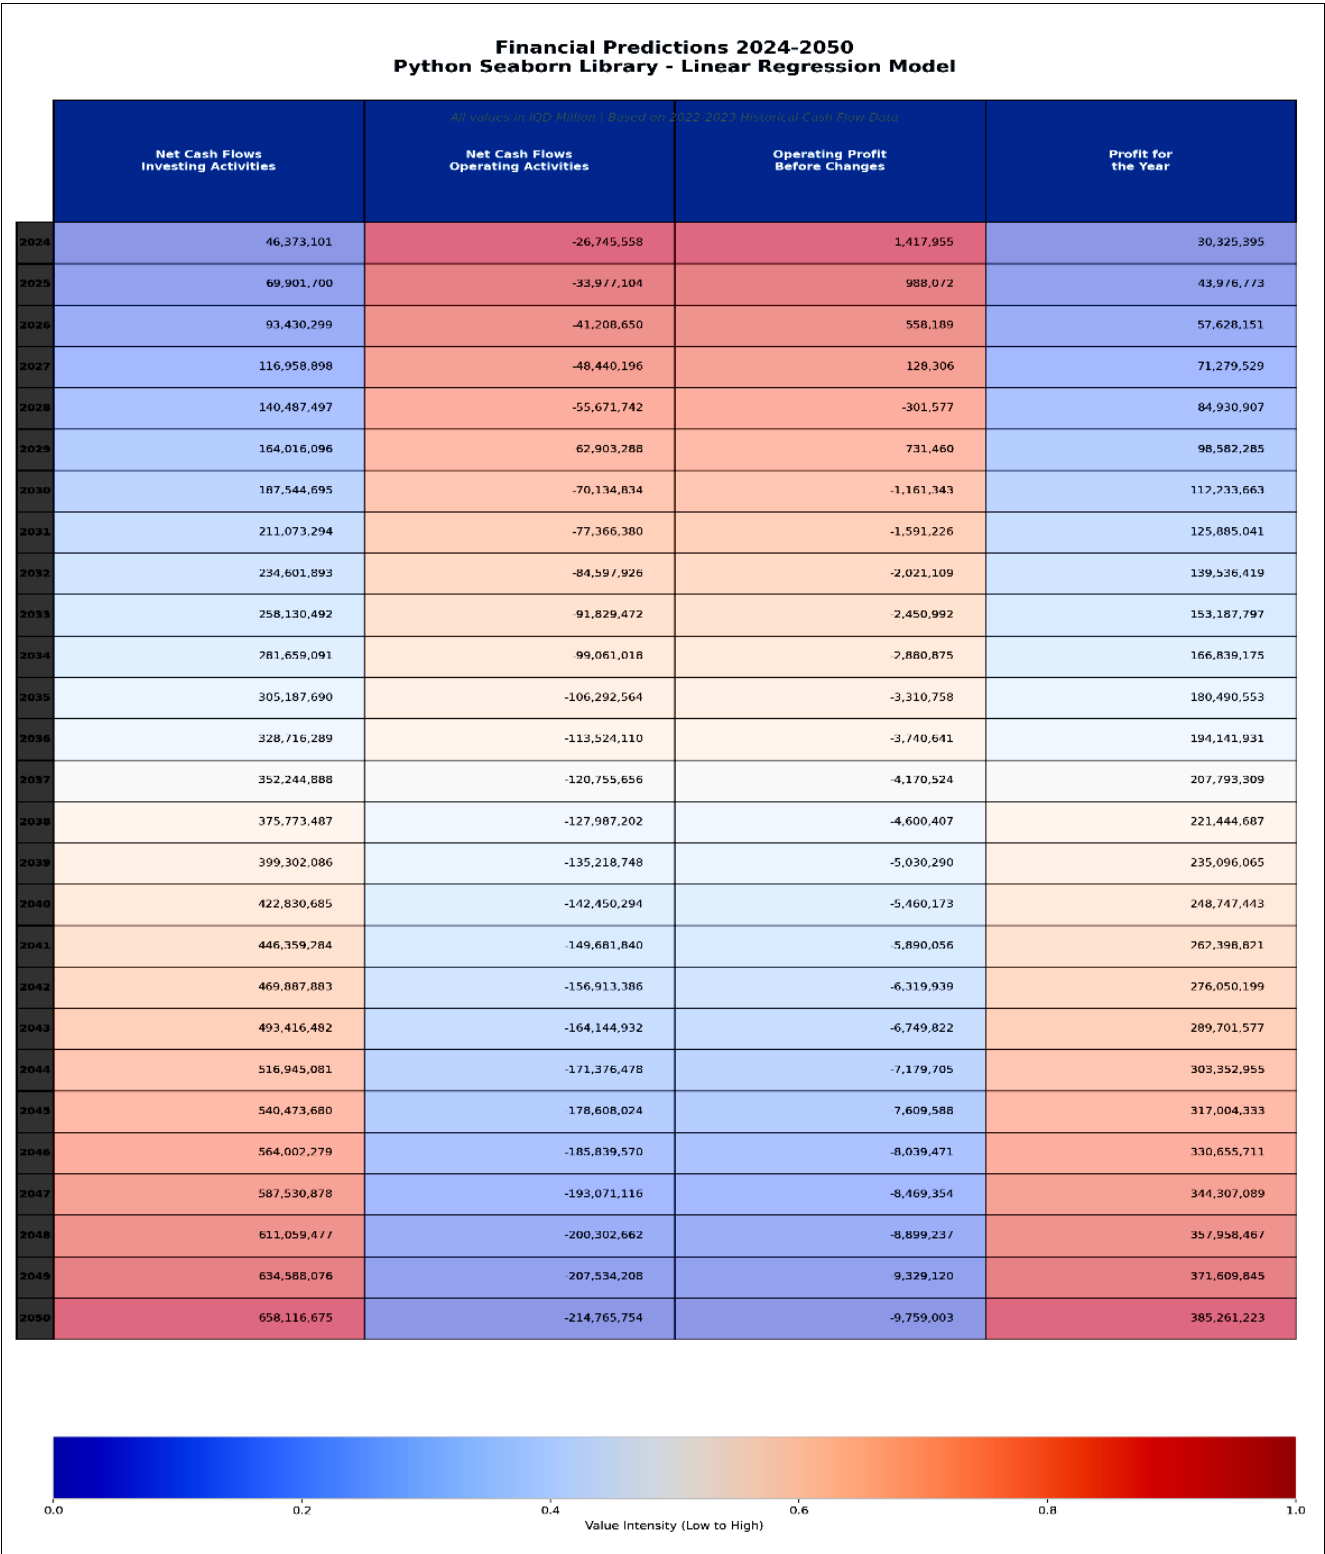 Financial Predictions 2024-2050
Python Seaborn Library - Linear Regression Model
All values in IQD Million | Based on 2022-2023 Historical Cash Flow Data
Net Cash Flows Investing Activities | Net Cash Flows Operating Activities | Operating Profit Before Changes | Profit for the Year
2024 46,373,101 -26,745,558 1,417,955 30,325,395
2025 69,901,700 -33,977,104 988,072 43,976,773
2026 93,430,299 -41,208,650 558,189 57,628,151
2027 116,958,898 -48,440,196 128,306 71,279,529
2028 140,487,497 -55,671,742 -301,577 84,930,907
2029 164,016,096 62,903,288 731,460 98,582,285
2030 187,544,695 -70,134,834 -1,161,343 112,233,663
2031 211,073,294 -77,366,380 -1,591,226 125,885,041
2032 234,601,893 -84,597,926 -2,021,109 139,536,419
2033 258,130,492 -91,829,472 -2,450,992 153,187,797
2034 281,659,091 -99,061,018 -2,880,875 166,839,175
2035 305,187,690 -106,292,564 -3,310,758 180,490,553
2036 328,716,289 -113,524,110 -3,740,641 194,141,931
2037 352,244,888 -120,755,656 -4,170,524 207,793,309
2038 375,773,487 -127,987,202 -4,600,407 221,444,687
2039 399,302,086 -135,218,748 -5,030,290 235,096,065
2040 422,830,685 -142,450,294 -5,460,173 248,747,443
2041 446,359,284 -149,681,840 -5,890,056 262,398,821
2042 469,887,883 -156,913,386 -6,319,939 276,050,199
2043 493,416,482 -164,144,932 -6,749,822 289,701,577
2044 516,945,081 -171,376,478 -7,179,705 303,352,955
2045 540,473,680 178,608,024 7,609,588 317,004,333
2046 564,002,279 -185,839,570 -8,039,471 330,655,711
2047 587,530,878 -193,071,116 -8,469,354 344,307,089
2048 611,059,477 -200,302,662 -8,899,237 357,958,467
2049 634,588,076 -207,534,208 -9,329,120 371,609,845
2050 658,116,675 -214,765,754 -9,759,003 385,261,223
0.0 0.2 0.4 0.6 0.8 1.0
Value Intensity (Low to High)